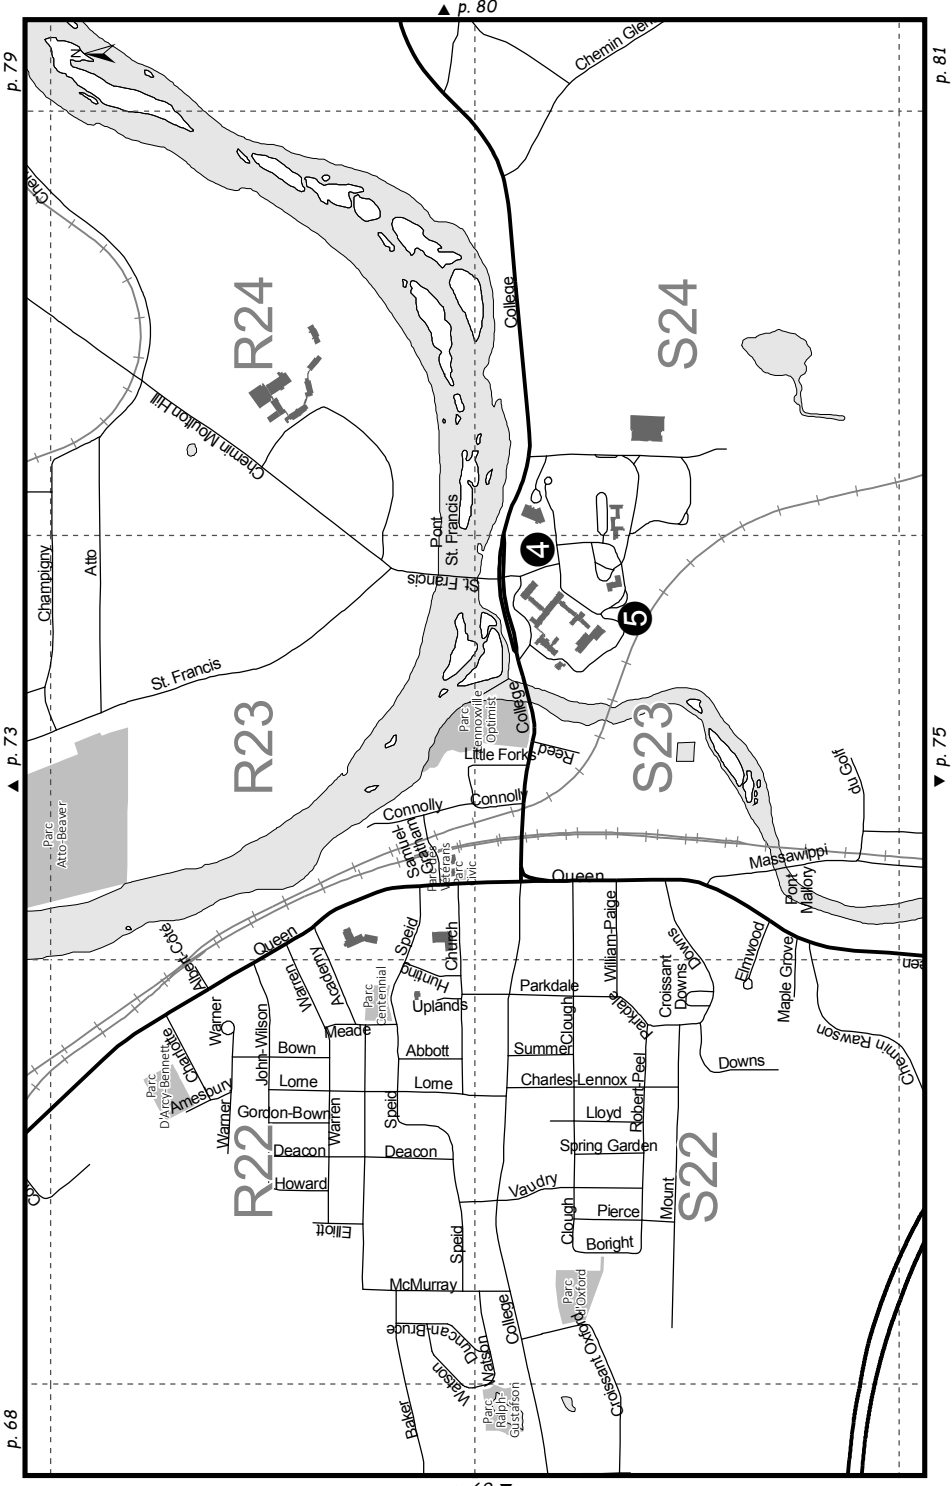 ▲ p. 80
p. 79
p. 81
N
Chemin Glen
R24
College
S24
Chemin Moulton Hill
Pont
St. Francis
St. Francis
4
5
Champigny
Atto
St. Francis
R23
Parc
Lennoxville
Optimist
College
Reed
Little Forks
S23
▲ p. 73
▼ p. 75
du Golf
Parc
Atto-Beaver
Connolly
Connolly
Samuel-
Gratham
Parc des
Vétérans
Parc
Civic
Massawippi
Pont
Mallory
Queen
Albert-Côté
Queen
Warren
Academy
Speid
Church
William-Paige
Downs
Elmwood
Maple Grove
Croissant
Downs
Parc
Centennial
Hunting
Uplands
Parkdale
Clough
Parkdale
Chemin Rawson
Warner
John-Wilson
Meade
Charlotte
Bown
Abbott
Summer
Downs
Parc
D'Arcy-Bennett
Amesbury
Lorne
Lorne
Charles-Lennox
Robert-Peel
Warner
Gordon-Bown
Warren
Speid
Lloyd
R22
Deacon
Deacon
Spring Garden
S22
Howard
Vaudry
Mount
Elliott
Speid
Clough
Pierce
Boright
McMurray
Parc
d'Oxford
College
Duncan-Bruce
Watson
Watson
Croissant Oxford
Baker
Parc
Ralph-
Gustafson
p. 68